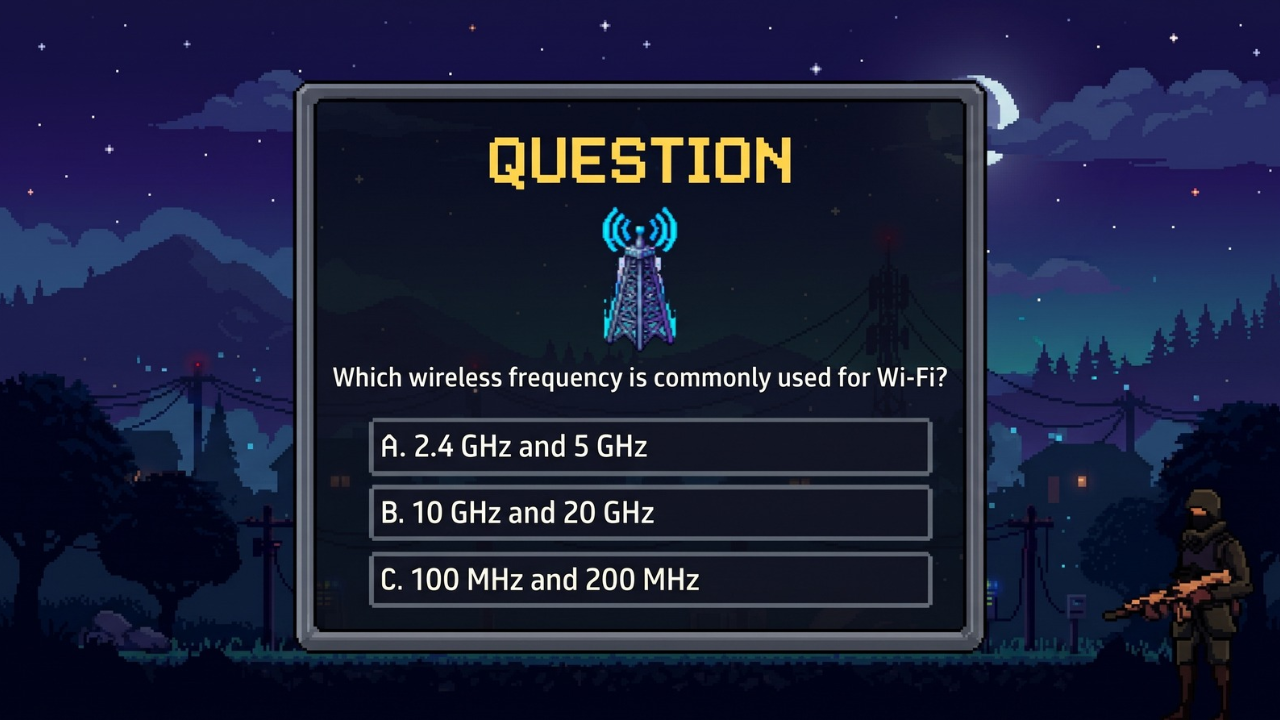 QUESTION
Which wireless frequency is commonly used for Wi-Fi?
A. 2.4 GHz and 5 GHz
B. 10 GHz and 20 GHz
C. 100 MHz and 200 MHz